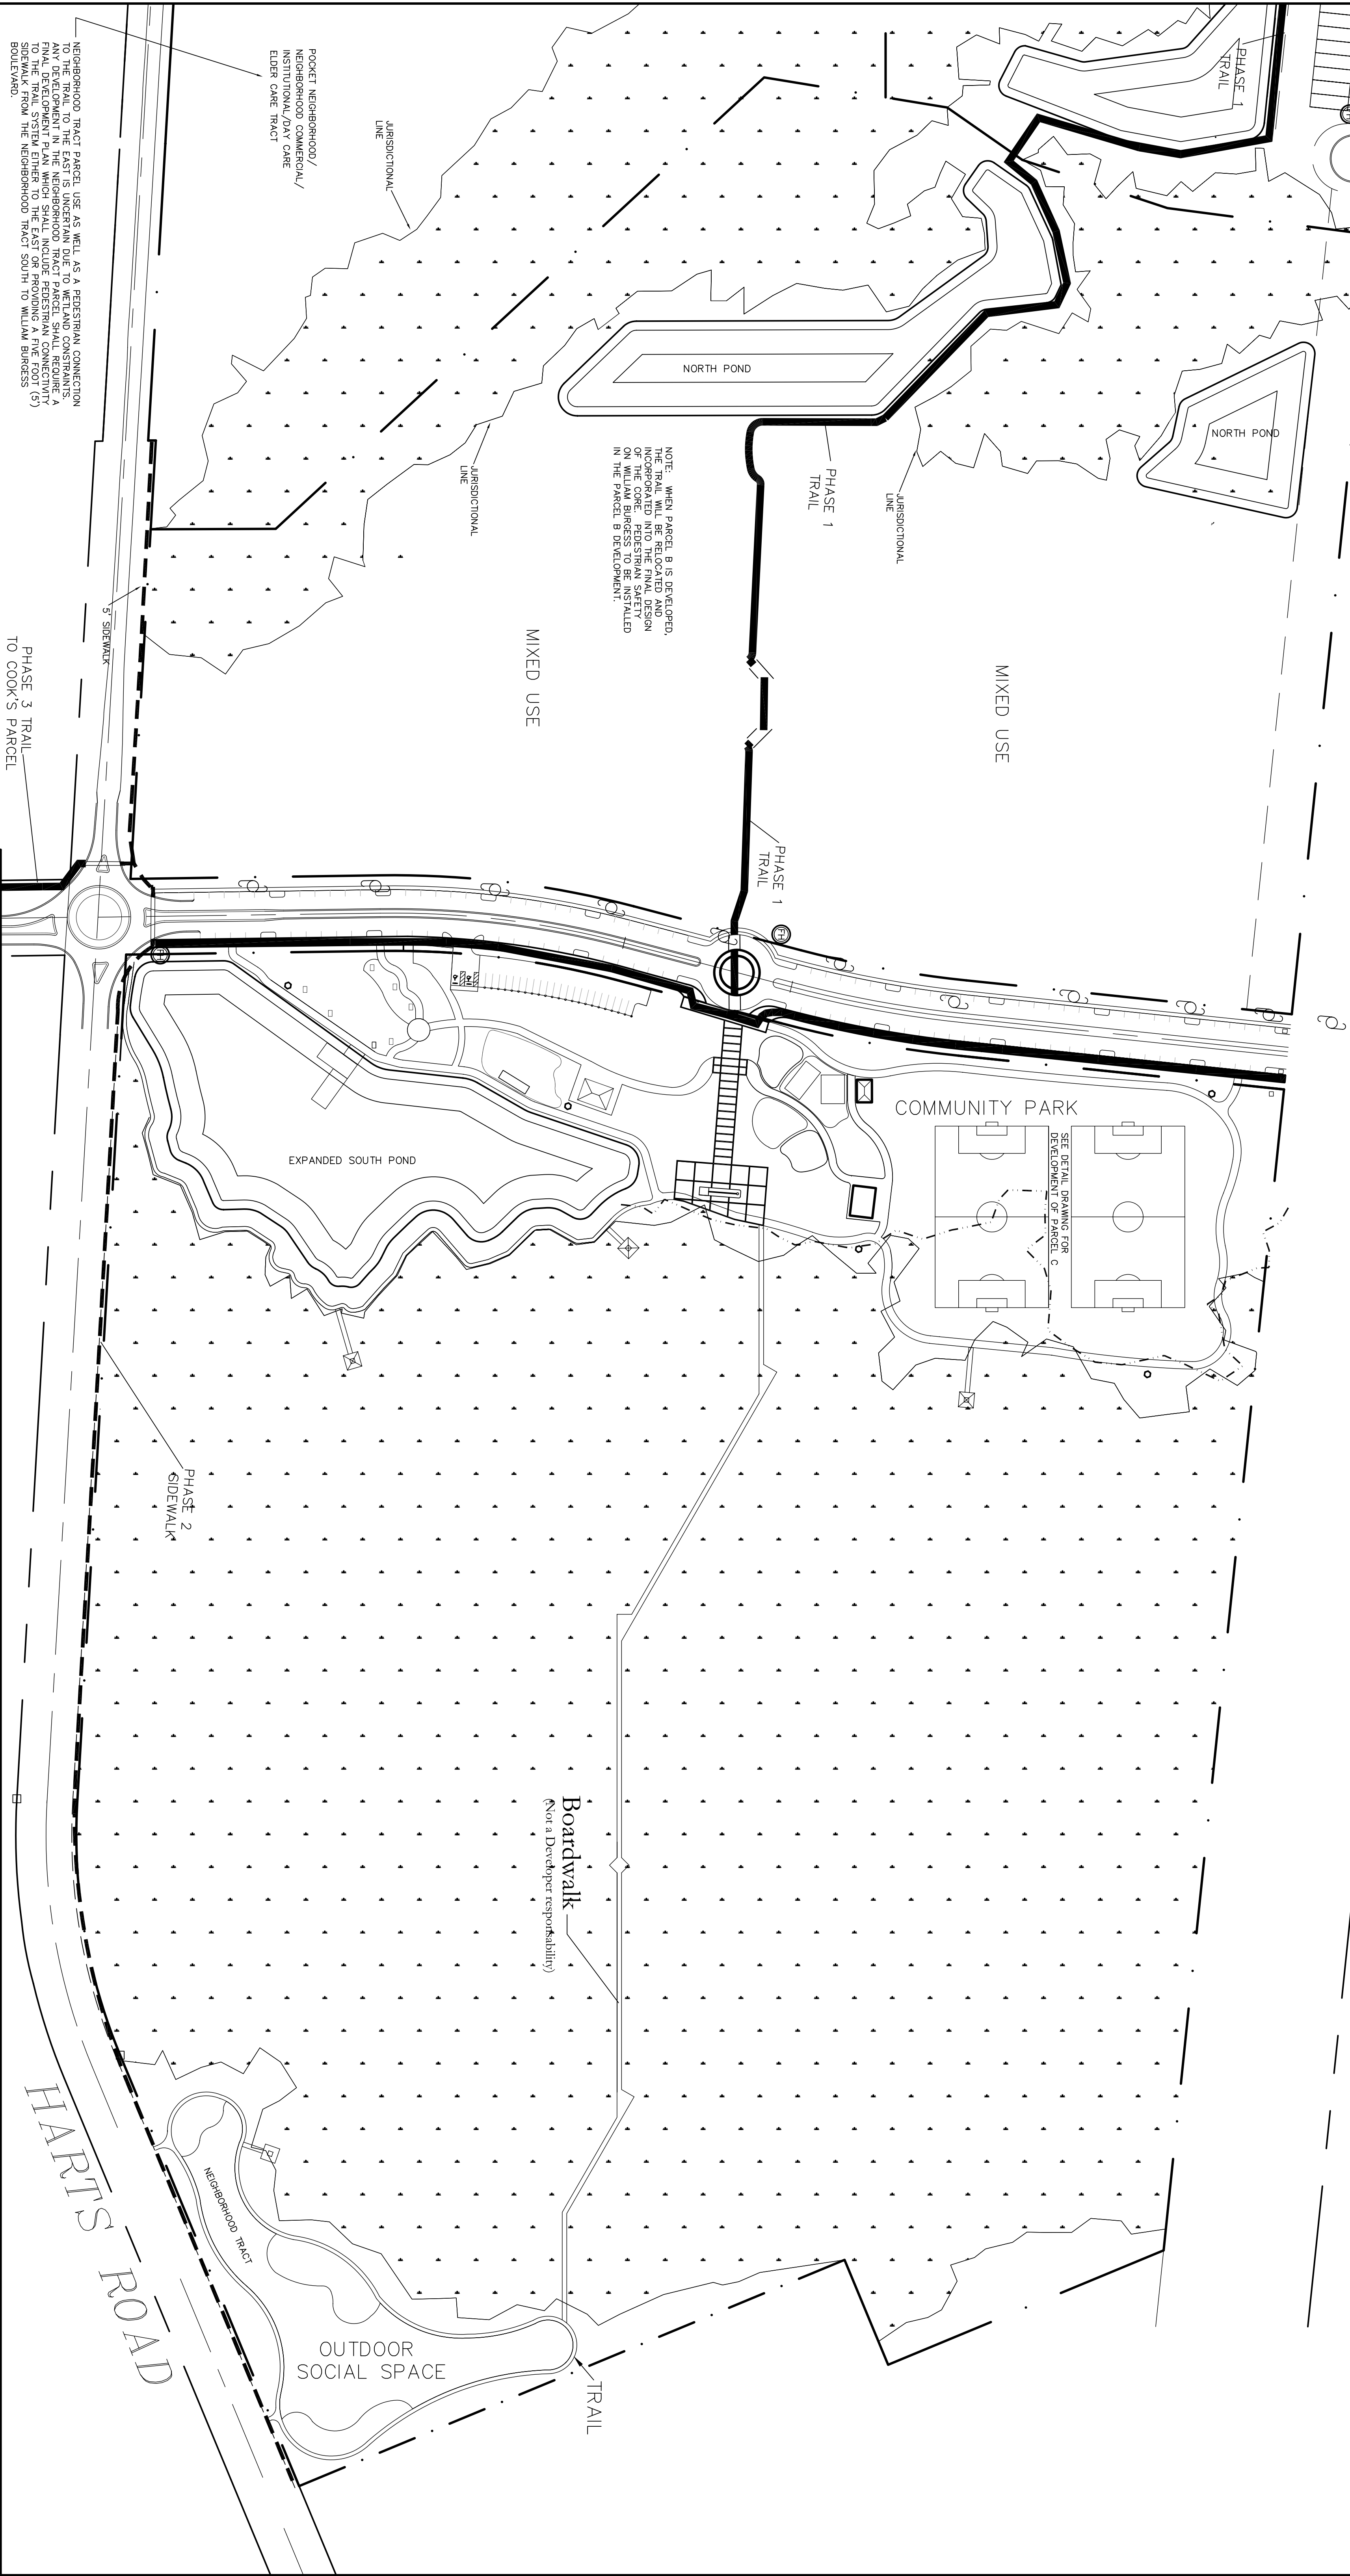 PHASE 1
TRAIL
NORTH POND
NORTH POND
POCKET NEIGHBORHOOD/
NEIGHBORHOOD COMMERCIAL/
INSTITUTIONAL/DAY CARE
ELDER CARE TRACT
JURISDICTIONAL
LINE
NEIGHBORHOOD TRACT PARCEL USE AS WELL AS A PEDESTRIAN CONNECTION
TO THE TRAIL TO THE EAST IS UNCERTAIN DUE TO WETLAND CONSTRAINTS.
ANY DEVELOPMENT IN THE NEIGHBORHOOD TRACT PARCEL SHALL REQUIRE A
FINAL DEVELOPMENT PLAN WHICH SHALL INCLUDE PEDESTRIAN CONNECTIVITY
TO THE TRAIL SYSTEM EITHER TO THE EAST OR PROVIDING A FIVE FOOT (5')
SIDEWALK FROM THE NEIGHBORHOOD TRACT SOUTH TO WILLIAM BURGESS
BOULEVARD.
JURISDICTIONAL
LINE
NOTE: WHEN PARCEL B IS DEVELOPED,
THE TRAIL WILL BE RELOCATED AND
INCORPORATED INTO THE FINAL DESIGN
OF THE CORE. PEDESTRIAN SAFETY
ON WILLIAM BURGESS TO BE INSTALLED
IN THE PARCEL B DEVELOPMENT.
PHASE 1
TRAIL
JURISDICTIONAL
LINE
MIXED USE
MIXED USE
5' SIDEWALK
PHASE 3 TRAIL
TO COOK'S PARCEL
PHASE 1
TRAIL
FH
FH
COMMUNITY PARK
SEE DETAIL DRAWING FOR
DEVELOPMENT OF PARCEL C
EXPANDED SOUTH POND
PHASE 2
SIDEWALK
Boardwalk
(Not a Developer responsability)
HARTS ROAD
NEIGHBORHOOD TRACT
OUTDOOR
SOCIAL SPACE
TRAIL